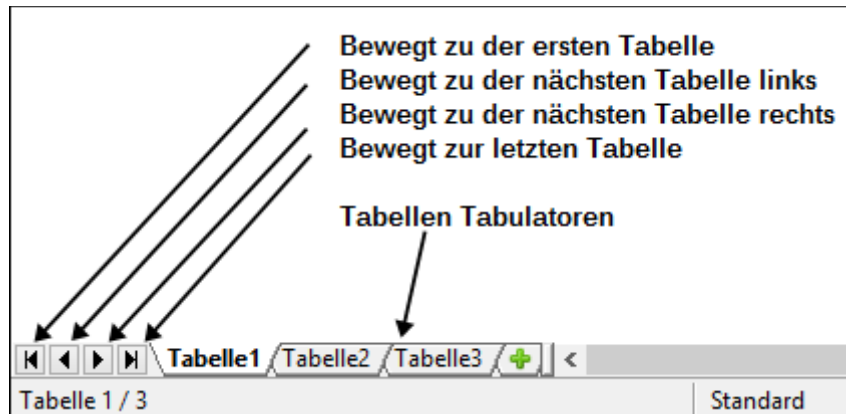 Bewegt zu der ersten Tabelle
Bewegt zu der nächsten Tabelle links
Bewegt zu der nächsten Tabelle rechts
Bewegt zur letzten Tabelle
Tabellen Tabulatoren
Tabelle1 Tabelle2 Tabelle3
Tabelle 1 / 3 Standard